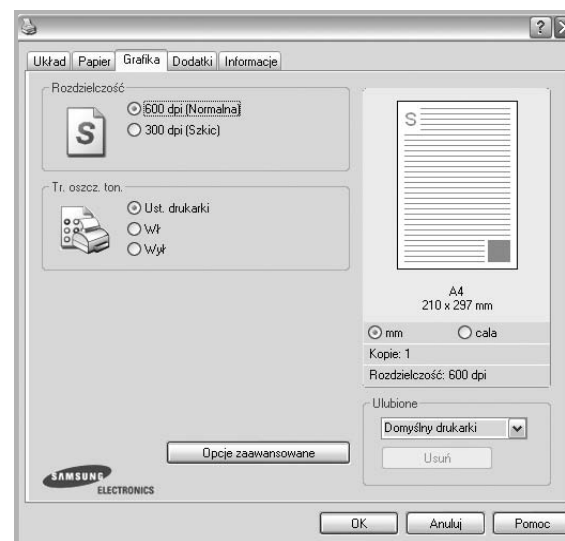 Układ Papier Grafika Dodatki Informacje
Rozdzielczość
600 dpi (Normalna)
300 dpi (Szkic)
S
Tr. oszcz. ton.
Ust. drukarki
Wł
Wył
S
A4
210 x 297 mm
mm cala
Kopie: 1
Rozdzielczość: 600 dpi
Ulubione
Domyślny drukarki
Usuń
Opcje zaawansowane
SAMSUNG
ELECTRONICS
OK Anuluj Pomoc